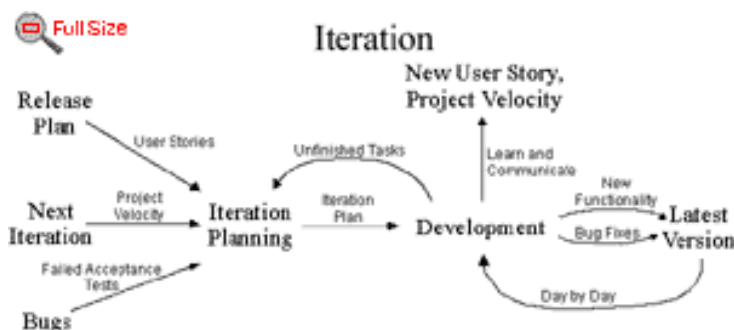 Full Size
Iteration
New User Story,
Project Velocity
Release
Plan
User Stories
Unfinished Tasks
Learn and
Communicate
Next
Iteration
Project
Velocity
Iteration
Planning
Iteration
Plan
Development
New
Functionality
Bug Fixes
Latest
Version
Failed Acceptance
Tests
Day by Day
Bugs